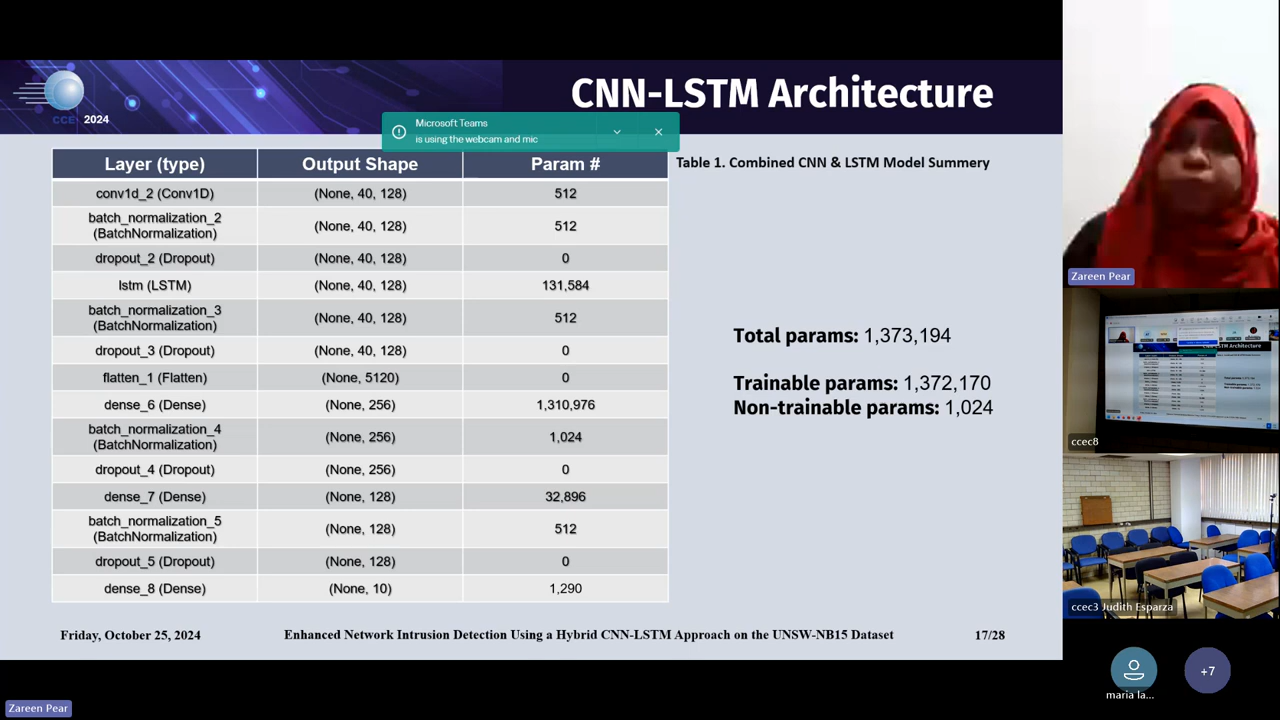 CNN-LSTM Architecture
CCE 2024
Microsoft Teams
is using the webcam and mic
Layer (type) Output Shape Param #
conv1d_2 (Conv1D) (None, 40, 128) 512
batch_normalization_2
(BatchNormalization) (None, 40, 128) 512
dropout_2 (Dropout) (None, 40, 128) 0
lstm (LSTM) (None, 40, 128) 131,584
batch_normalization_3
(BatchNormalization) (None, 40, 128) 512
dropout_3 (Dropout) (None, 40, 128) 0
flatten_1 (Flatten) (None, 5120) 0
dense_6 (Dense) (None, 256) 1,310,976
batch_normalization_4
(BatchNormalization) (None, 256) 1,024
dropout_4 (Dropout) (None, 256) 0
dense_7 (Dense) (None, 128) 32,896
batch_normalization_5
(BatchNormalization) (None, 128) 512
dropout_5 (Dropout) (None, 128) 0
dense_8 (Dense) (None, 10) 1,290
Table 1. Combined CNN & LSTM Model Summery
Total params: 1,373,194
Trainable params: 1,372,170
Non-trainable params: 1,024
Friday, October 25, 2024 Enhanced Network Intrusion Detection Using a Hybrid CNN-LSTM Approach on the UNSW-NB15 Dataset 17/28
Zareen Pear
Zareen Pear
CNN-LSTM Architecture
ccec8
ccec3 Judith Esparza
maria la...
+7